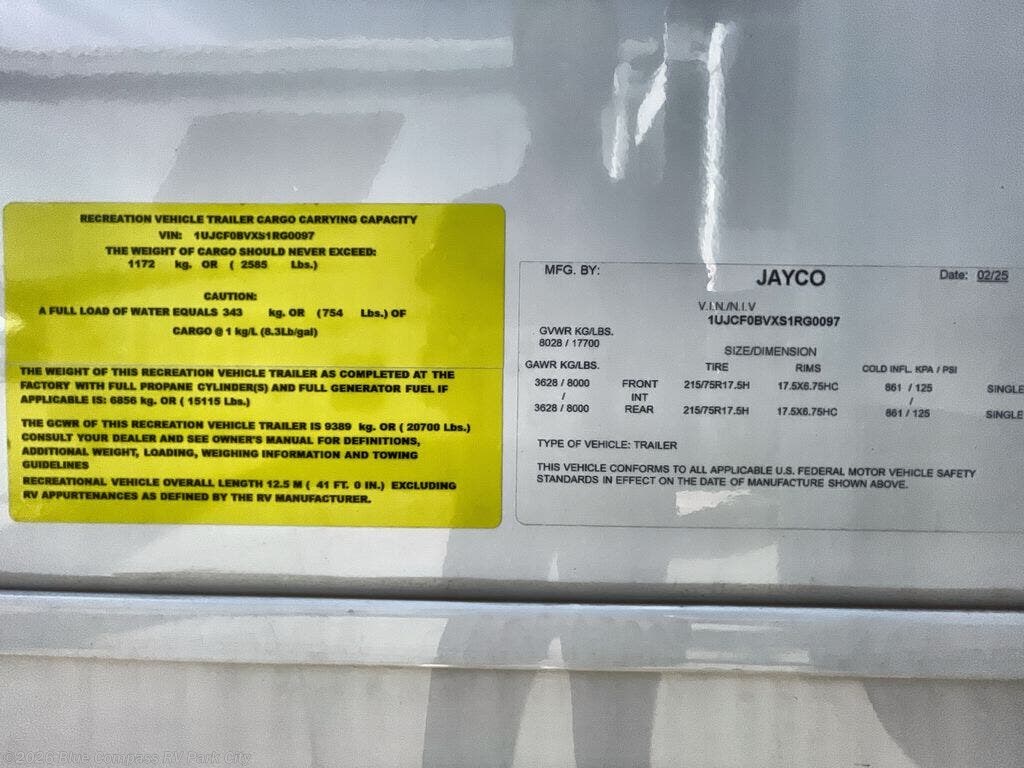 RECREATION VEHICLE TRAILER CARGO CARRYING CAPACITY
VIN: 1UJCF0BVXS1RG0097
THE WEIGHT OF CARGO SHOULD NEVER EXCEED:
1172 kg. OR ( 2585 Lbs.)
CAUTION:
A FULL LOAD OF WATER EQUALS 343 kg. OR (754 Lbs.) OF
CARGO @ 1 kg/L (8.3Lb/gal)
THE WEIGHT OF THIS RECREATION VEHICLE TRAILER AS COMPLETED AT THE
FACTORY WITH FULL PROPANE CYLINDER(S) AND FULL GENERATOR FUEL IF
APPLICABLE IS: 6856 kg. OR ( 15115 Lbs.)
THE GCWR OF THIS RECREATION VEHICLE TRAILER IS 9389 kg. OR ( 20700 Lbs.)
CONSULT YOUR DEALER AND SEE OWNER'S MANUAL FOR DEFINITIONS,
ADDITIONAL WEIGHT, LOADING, WEIGHING INFORMATION AND TOWING
GUIDELINES
RECREATIONAL VEHICLE OVERALL LENGTH 12.5 M ( 41 FT. 0 IN.) EXCLUDING
RV APPURTENANCES AS DEFINED BY THE RV MANUFACTURER.
MFG. BY: JAYCO Date: 02/25
V.I.N./N.I.V
1UJCF0BVXS1RG0097
GVWR KG/LBS.
8028 / 17700
SIZE/DIMENSION
GAWR KG/LBS. TIRE RIMS COLD INFL. KPA / PSI
3628 / 8000 FRONT 215/75R17.5H 17.5X6.75HC 861 / 125 SINGLE
/ INT /
3628 / 8000 REAR 215/75R17.5H 17.5X6.75HC 861 / 125 SINGLE
TYPE OF VEHICLE: TRAILER
THIS VEHICLE CONFORMS TO ALL APPLICABLE U.S. FEDERAL MOTOR VEHICLE SAFETY
STANDARDS IN EFFECT ON THE DATE OF MANUFACTURE SHOWN ABOVE.
©2026 Blue Compass RV Park City